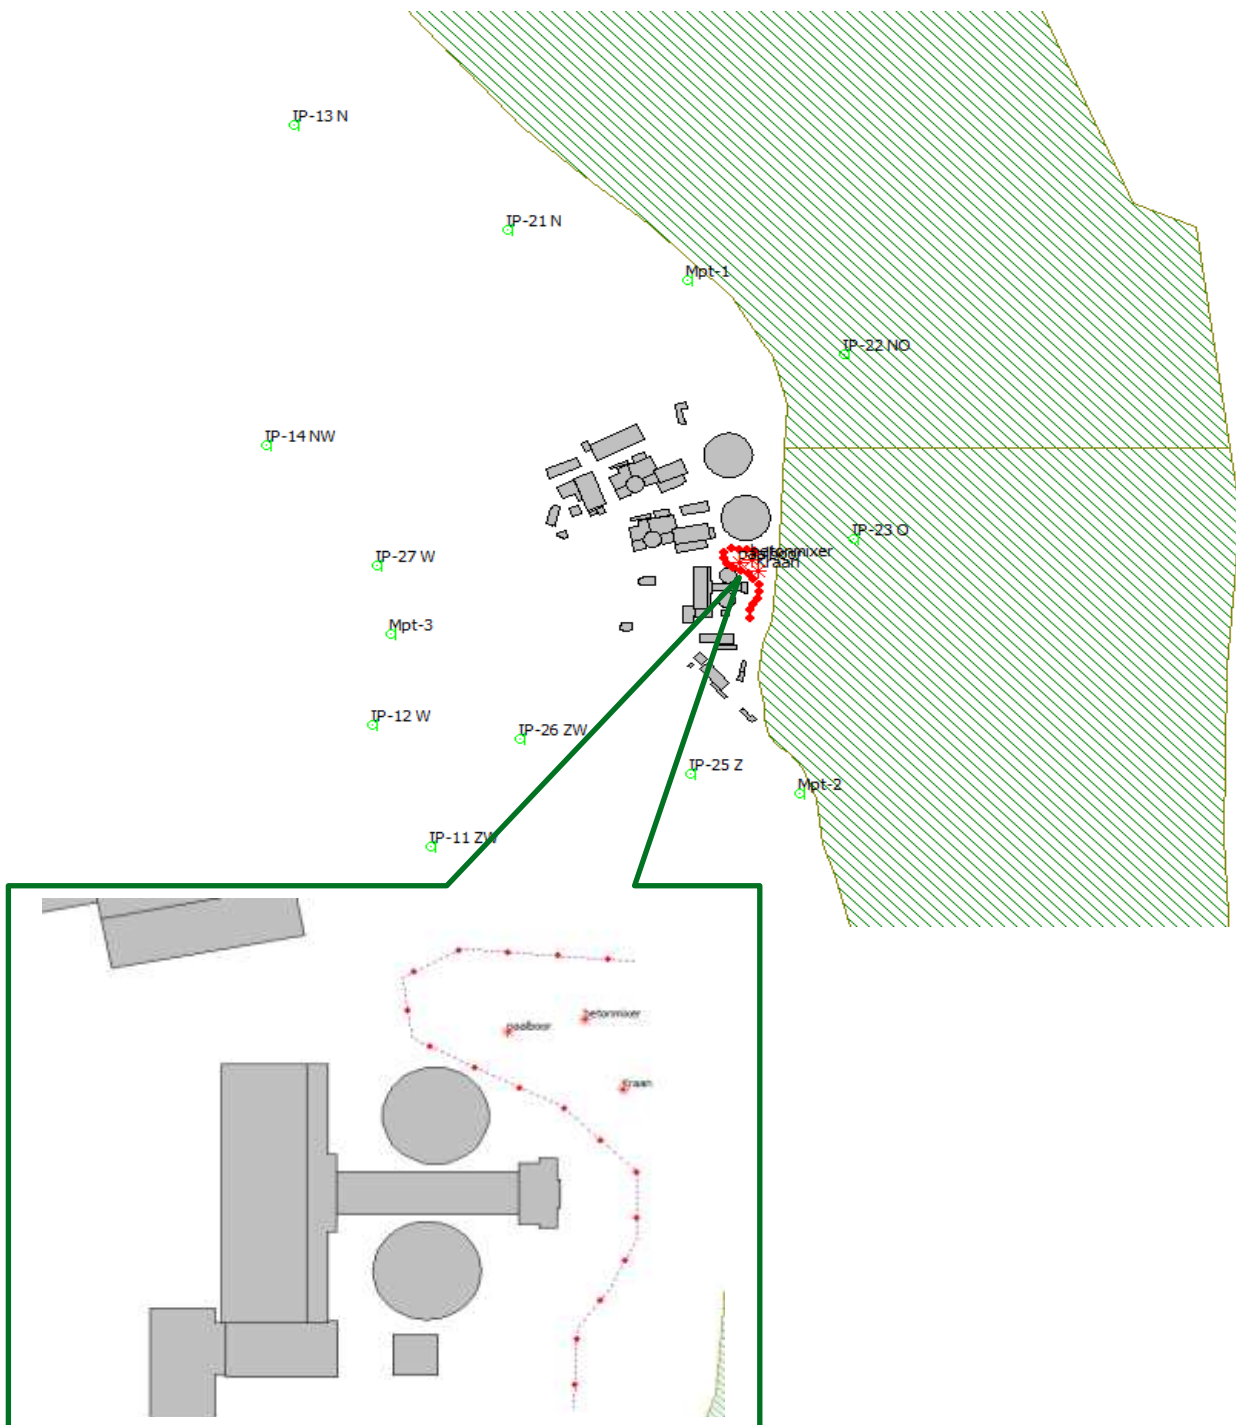 IP-13 N
IP-21 N
Mpt-1
IP-22 NO
IP-14 NW
IP-23 O
betonmixer
paalboor
Kraan
IP-27 W
Mpt-3
IP-12 W
IP-26 ZW
IP-25 Z
Mpt-2
IP-11 ZW
betonmixer
paalboor
Kraan